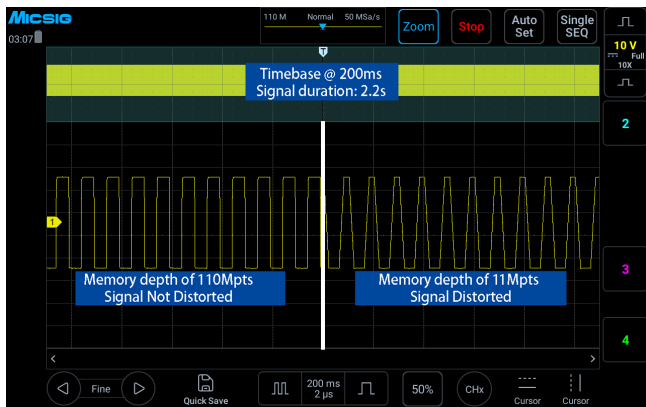 Micsig
110 M Normal 50 MSa/s
Zoom
Stop
Auto
Set
Single
SEQ
03:07
T
10 V
Full
10X
Timebase @ 200ms
Signal duration: 2.2s
2
1
Memory depth of 110Mpts
Signal Not Distorted
Memory depth of 11Mpts
Signal Distorted
3
4
Fine
Quick Save
200 ms
2 μs
50%
CHx
Cursor
Cursor